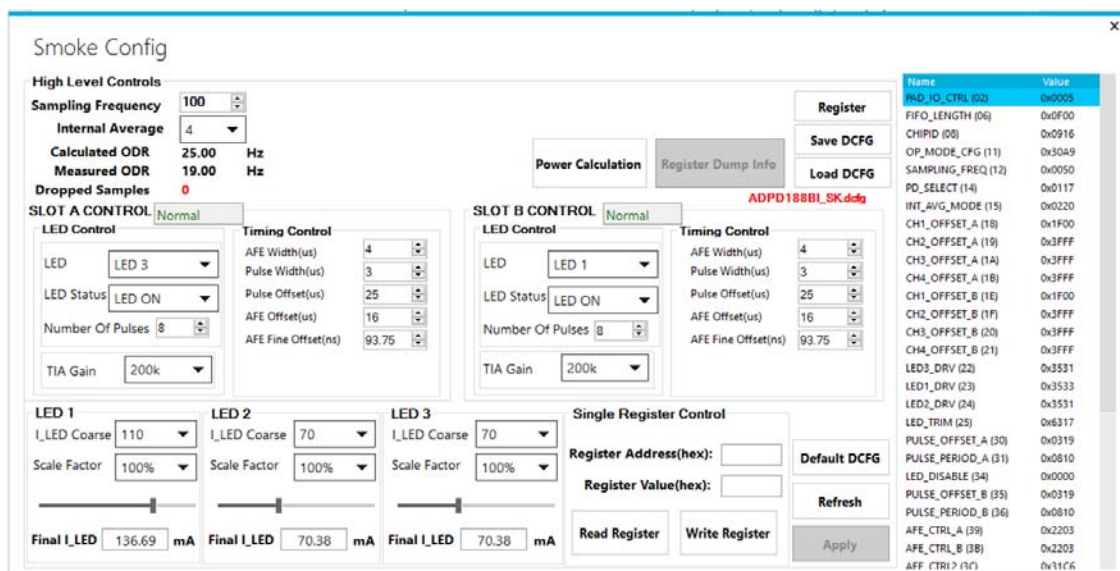 x
Smoke Config
High Level Controls
Sampling Frequency 100
Internal Average 4
Calculated ODR 25.00 Hz
Measured ODR 19.00 Hz
Dropped Samples 0
Power Calculation Register Dump Info
Register
Save DCFG
Load DCFG
ADPD188BI_SK.dcfg
SLOT A CONTROL Normal
LED Control
LED LED 3
LED Status LED ON
Number Of Pulses 8
TIA Gain 200k
Timing Control
AFE Width(us) 4
Pulse Width(us) 3
Pulse Offset(us) 25
AFE Offset(us) 16
AFE Fine Offset(ns) 93.75
SLOT B CONTROL Normal
LED Control
LED LED 1
LED Status LED ON
Number Of Pulses 8
TIA Gain 200k
Timing Control
AFE Width(us) 4
Pulse Width(us) 3
Pulse Offset(us) 25
AFE Offset(us) 16
AFE Fine Offset(ns) 93.75
LED 1
I_LED Coarse 110
Scale Factor 100%
Final I_LED 136.69 mA
LED 2
I_LED Coarse 70
Scale Factor 100%
Final I_LED 70.38 mA
LED 3
I_LED Coarse 70
Scale Factor 100%
Final I_LED 70.38 mA
Single Register Control
Register Address(hex):
Register Value(hex):
Read Register Write Register
Default DCFG
Refresh
Apply
Name Value
PAD_IO_CTRL (02) 0x0005
FIFO_LENGTH (06) 0x0F00
CHIPID (08) 0x0916
OP_MODE_CFG (11) 0x30A9
SAMPLING_FREQ (12) 0x0050
PD_SELECT (14) 0x0117
INT_AVG_MODE (15) 0x0220
CH1_OFFSET_A (18) 0x1F00
CH2_OFFSET_A (19) 0x3FFF
CH3_OFFSET_A (1A) 0x3FFF
CH4_OFFSET_A (1B) 0x3FFF
CH1_OFFSET_B (1E) 0x1F00
CH2_OFFSET_B (1F) 0x3FFF
CH3_OFFSET_B (20) 0x3FFF
CH4_OFFSET_B (21) 0x3FFF
LED3_DRV (22) 0x3531
LED1_DRV (23) 0x3533
LED2_DRV (24) 0x3531
LED_TRIM (25) 0x6317
PULSE_OFFSET_A (30) 0x0319
PULSE_PERIOD_A (31) 0x0810
LED_DISABLE (34) 0x0000
PULSE_OFFSET_B (35) 0x0319
PULSE_PERIOD_B (36) 0x0810
AFE_CTRL_A (39) 0x2203
AFE_CTRL_B (3B) 0x2203
AFE_CTRL2 (3C) 0x31C6